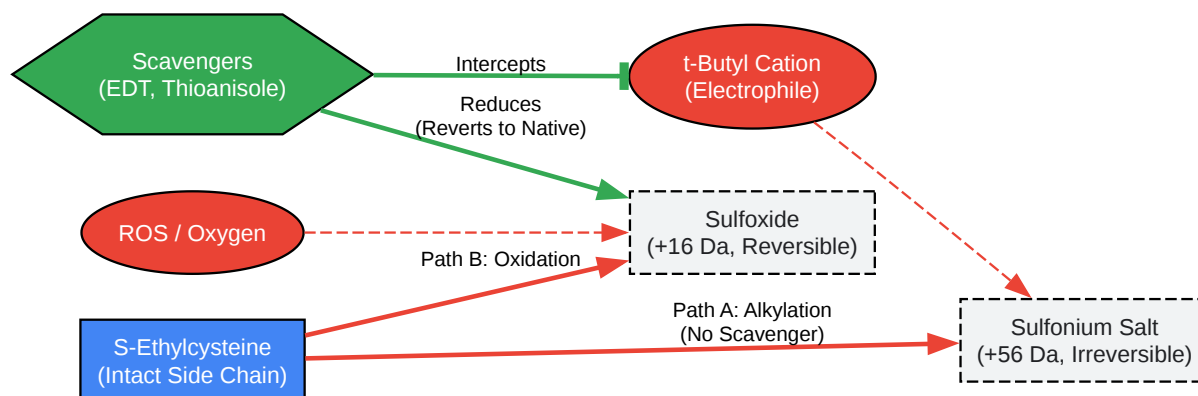 Scavengers
(EDT, Thioanisole)
Intercepts
t-Butyl Cation
(Electrophile)
Reduces
(Reverts to Native)
ROS / Oxygen
Sulfoxide
(+16 Da, Reversible)
Path B: Oxidation
S-Ethylcysteine
(Intact Side Chain)
Path A: Alkylation
(No Scavenger)
Sulfonium Salt
(+56 Da, Irreversible)